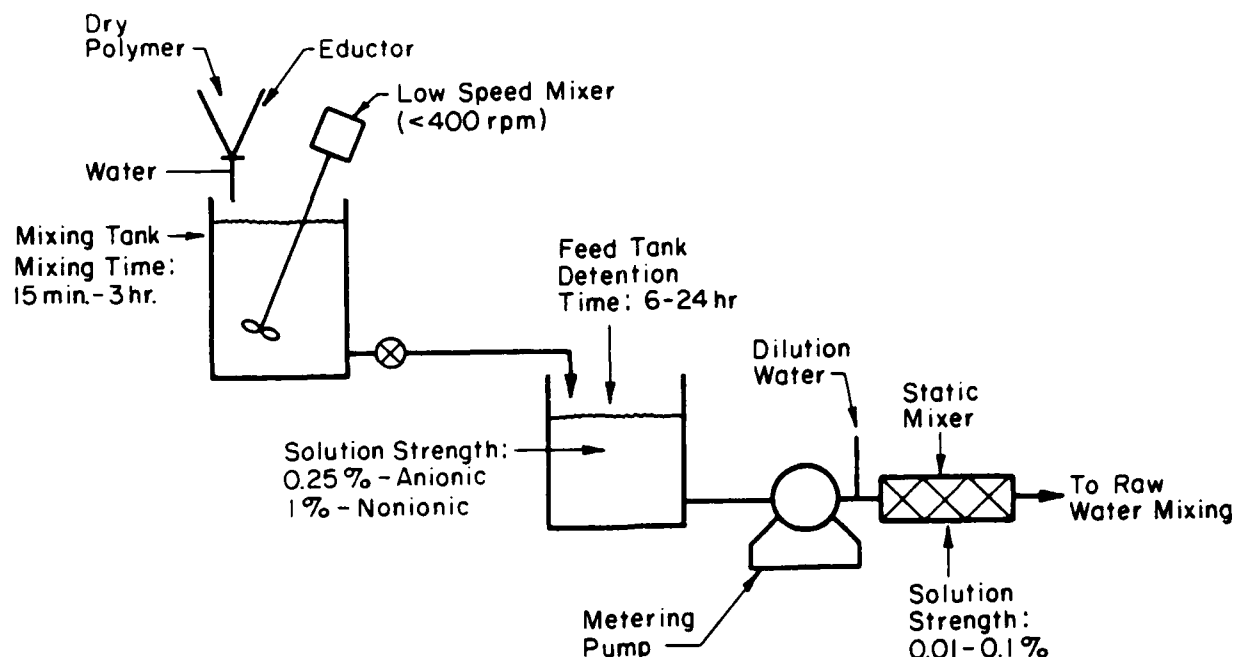 Dry
Polymer
Eductor
Low Speed Mixer
(<400 rpm)
Water
Mixing Tank
Mixing Time:
15 min.-3 hr.
Feed Tank
Detention
Time: 6-24 hr
Dilution
Water
Static
Mixer
Solution Strength:
0.25% - Anionic
1% - Nonionic
To Raw
Water Mixing
Metering
Pump
Solution
Strength:
0.01-0.1%